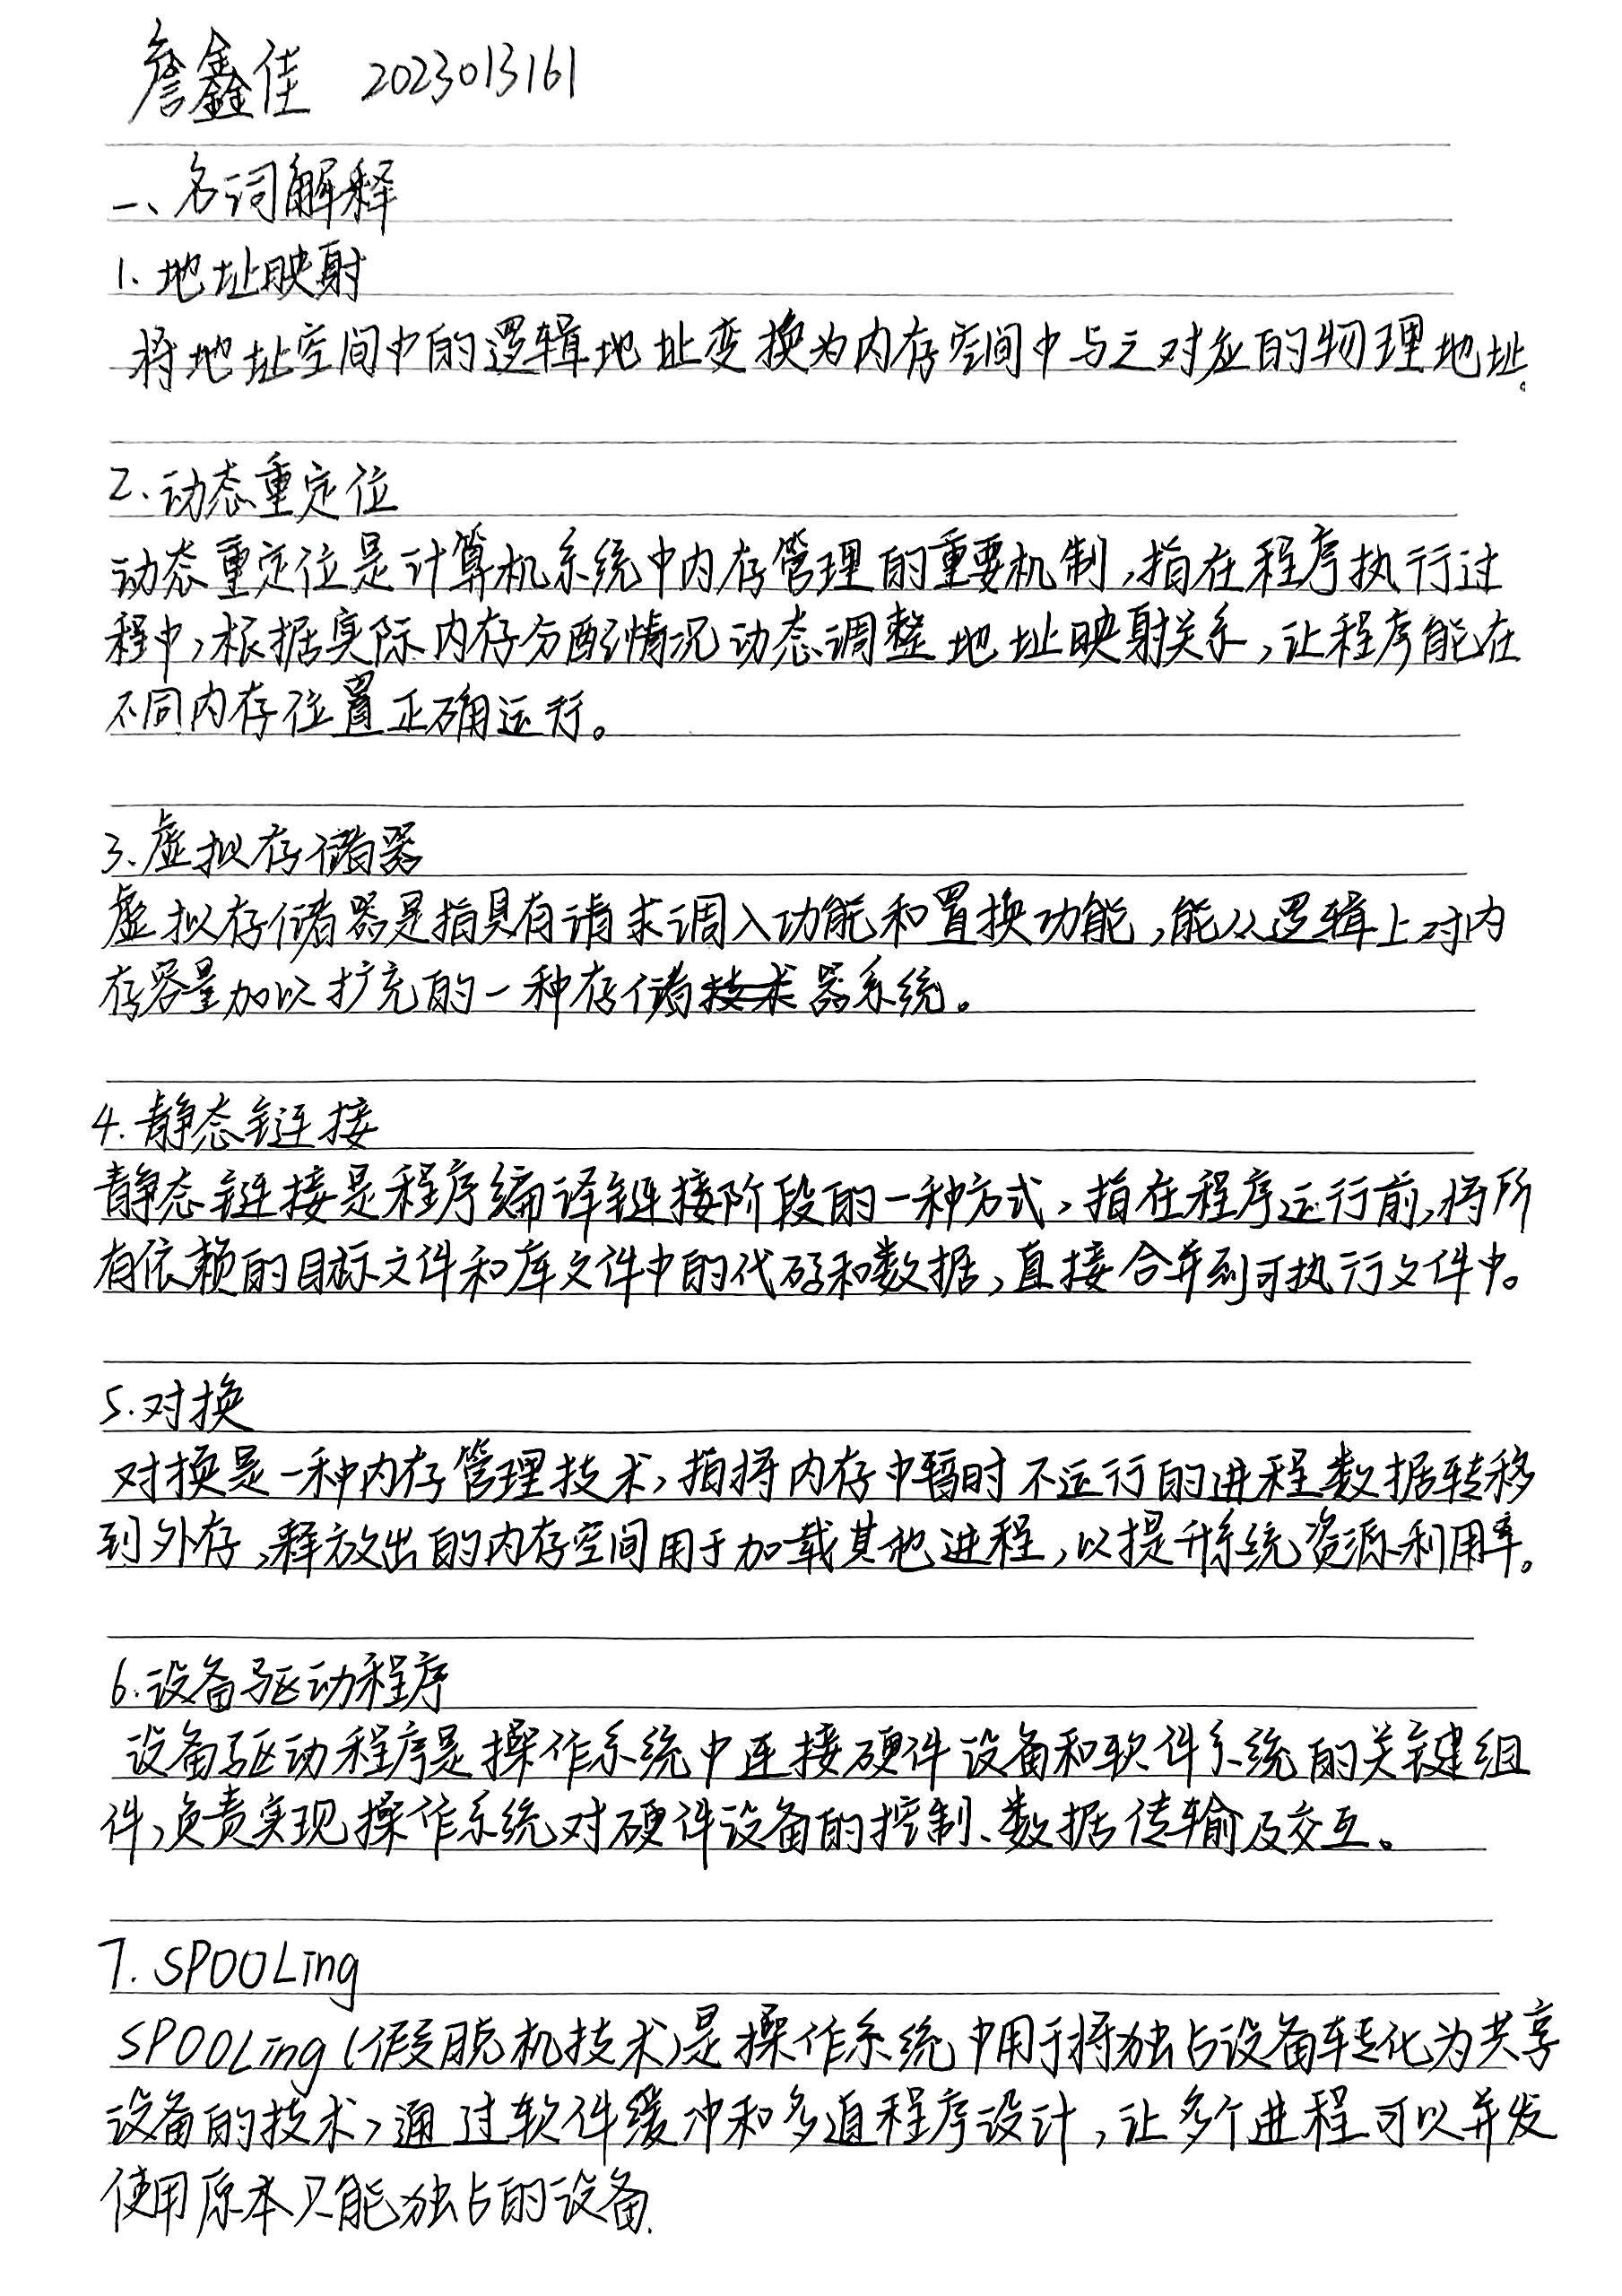 詹鑫佳 2023013161
一、名词解释
1. 地址映射
将地址空间中的逻辑地址变换为内存空间中与之对应的物理地址。
2. 动态重定位
动态重定位是计算机系统中内存管理的重要机制,指在程序执行过
程中,根据实际内存分配情况动态调整地址映射关系,让程序能在
不同内存位置正确运行。
3. 虚拟存储器
虚拟存储器是指具有请求调入功能和置换功能,能从逻辑上对内
存容量加以扩充的一种存储技术器系统。
4. 静态链接
静态链接是程序编译链接阶段的一种方式,指在程序运行前,将所
有依赖的目标文件和库文件中的代码和数据,直接合并到可执行文件中。
5. 对换
对换是一种内存管理技术,指将内存中暂时不运行的进程数据转移
到外存,释放出的内存空间用于加载其他进程,以提升系统资源利用率。
6. 设备驱动程序
设备驱动程序是操作系统中连接硬件设备和软件系统的关键组
件,负责实现操作系统对硬件设备的控制、数据传输及交互。
7. SPOOLing
SPOOLing(假脱机技术)是操作系统中用于将独占设备转化为共享
设备的技术,通过软件缓冲和多道程序设计,让多个进程可以并发
使用原本只能独占的设备.